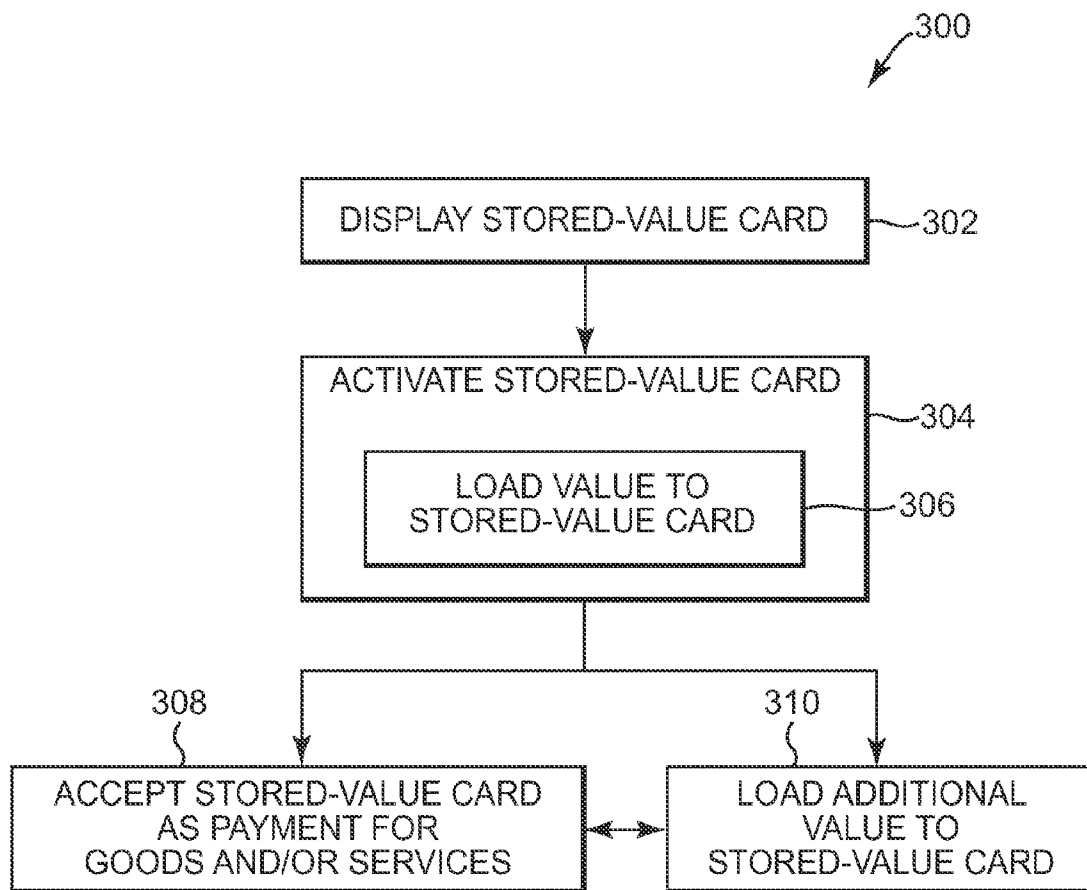 300
DISPLAY STORED-VALUE CARD
302
ACTIVATE STORED-VALUE CARD
304
LOAD VALUE TO
STORED-VALUE CARD
306
308
ACCEPT STORED-VALUE CARD
AS PAYMENT FOR
GOODS AND/OR SERVICES
310
LOAD ADDITIONAL
VALUE TO
STORED-VALUE CARD